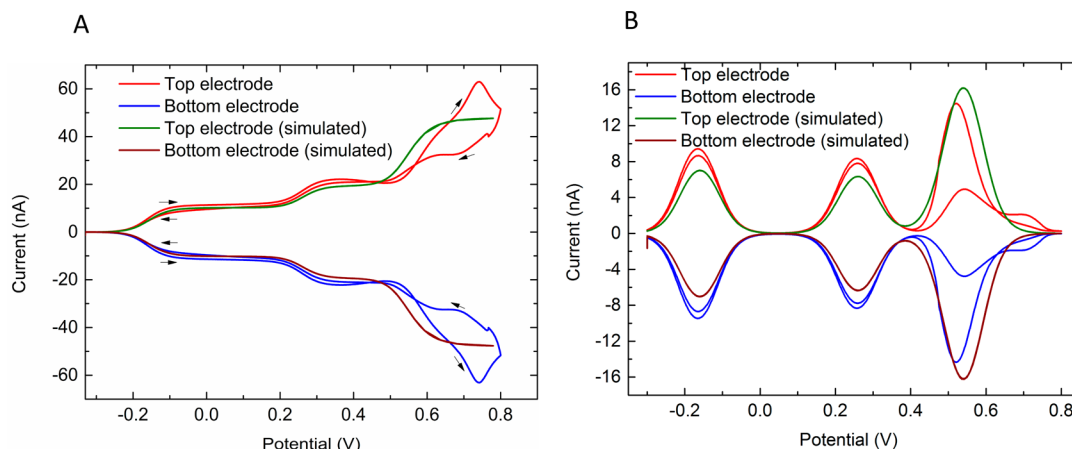 A
B
Top electrode
Bottom electrode
Top electrode (simulated)
Bottom electrode (simulated)
60
40
20
0
-20
-40
-60
Current (nA)
-0.2
0.0
0.2
0.4
0.6
0.8
Potential (V)
Top electrode
Bottom electrode
Top electrode (simulated)
Bottom electrode (simulated)
16
12
8
4
0
-4
-8
-12
-16
Current (nA)
-0.2
0.0
0.2
0.4
0.6
0.8
Potential (V)